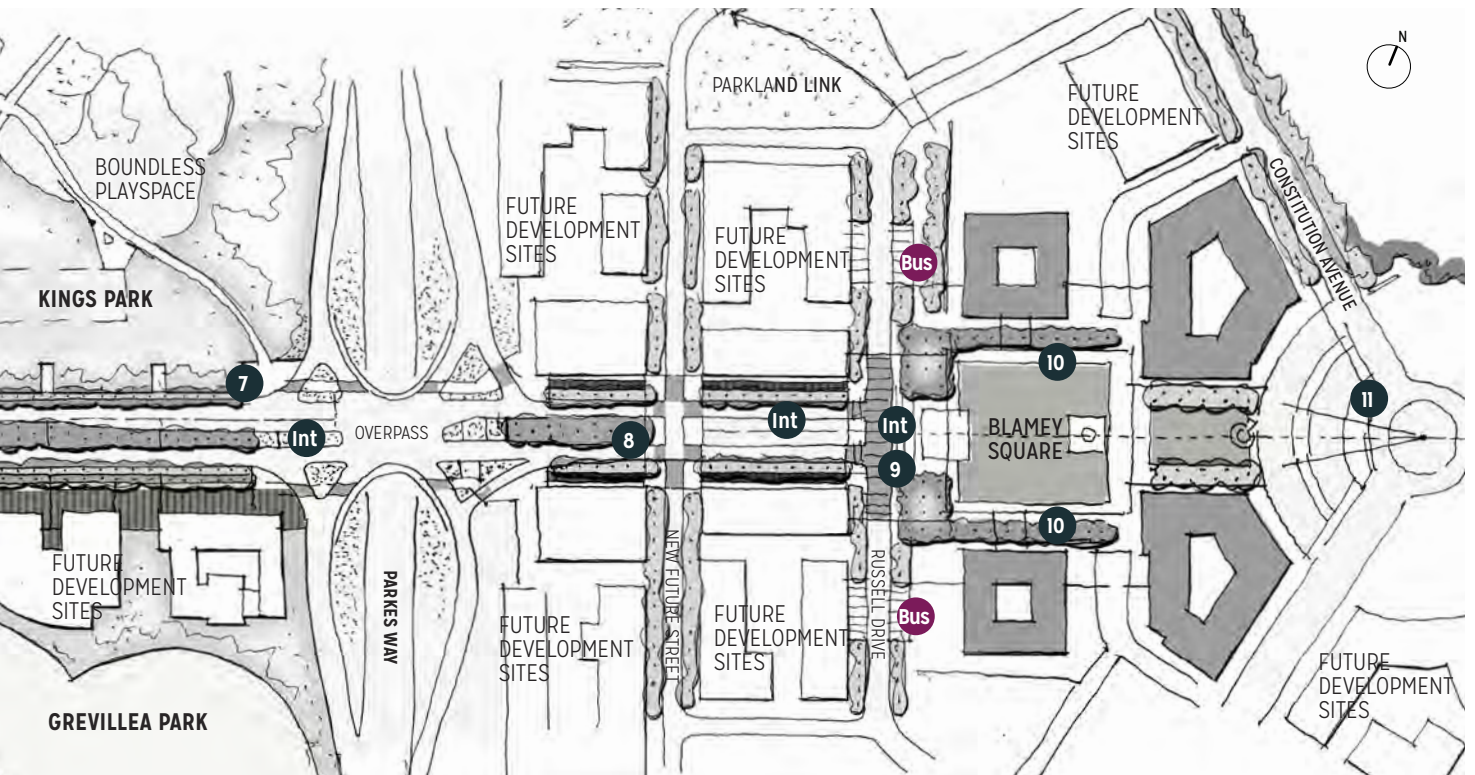 N
PARKLAND LINK
FUTURE
DEVELOPMENT
SITES
BOUNDLESS
PLAYSPACE
FUTURE
DEVELOPMENT
SITES
FUTURE
DEVELOPMENT
SITES
CONSTITUTION AVENUE
Bus
KINGS PARK
10
7
11
Int
Int
8
Int
OVERPASS
BLAMEY
SQUARE
9
10
FUTURE
DEVELOPMENT
SITES
PARKES WAY
NEW FUTURE STREET
RUSSELL DRIVE
FUTURE
DEVELOPMENT
SITES
FUTURE
DEVELOPMENT
SITES
Bus
FUTURE
DEVELOPMENT
SITES
GREVILLEA PARK